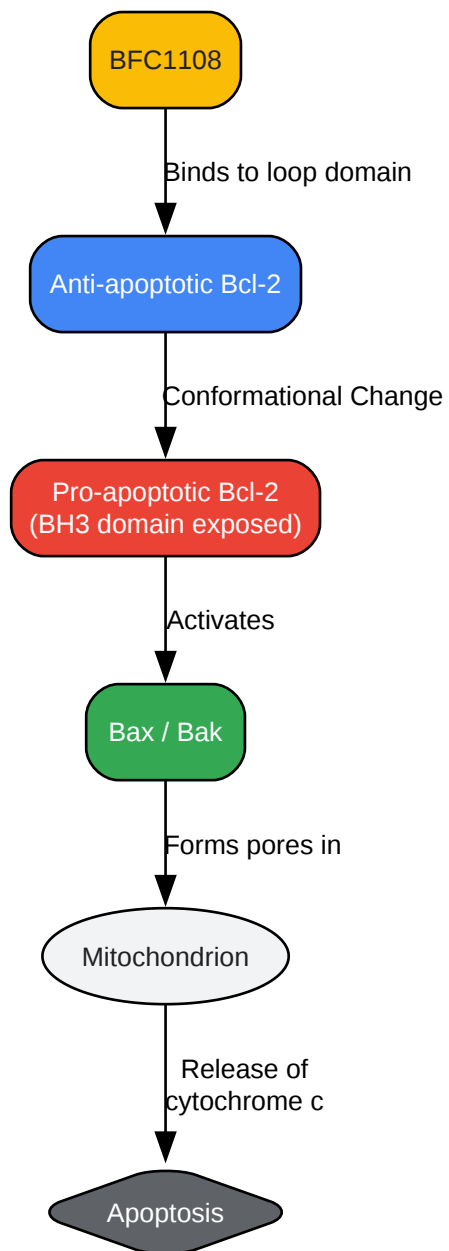 BFC1108
Binds to loop domain
Anti-apoptotic Bcl-2
Conformational Change
Pro-apoptotic Bcl-2
(BH3 domain exposed)
Activates
Bax / Bak
Forms pores in
Mitochondrion
Release of
cytochrome c
Apoptosis